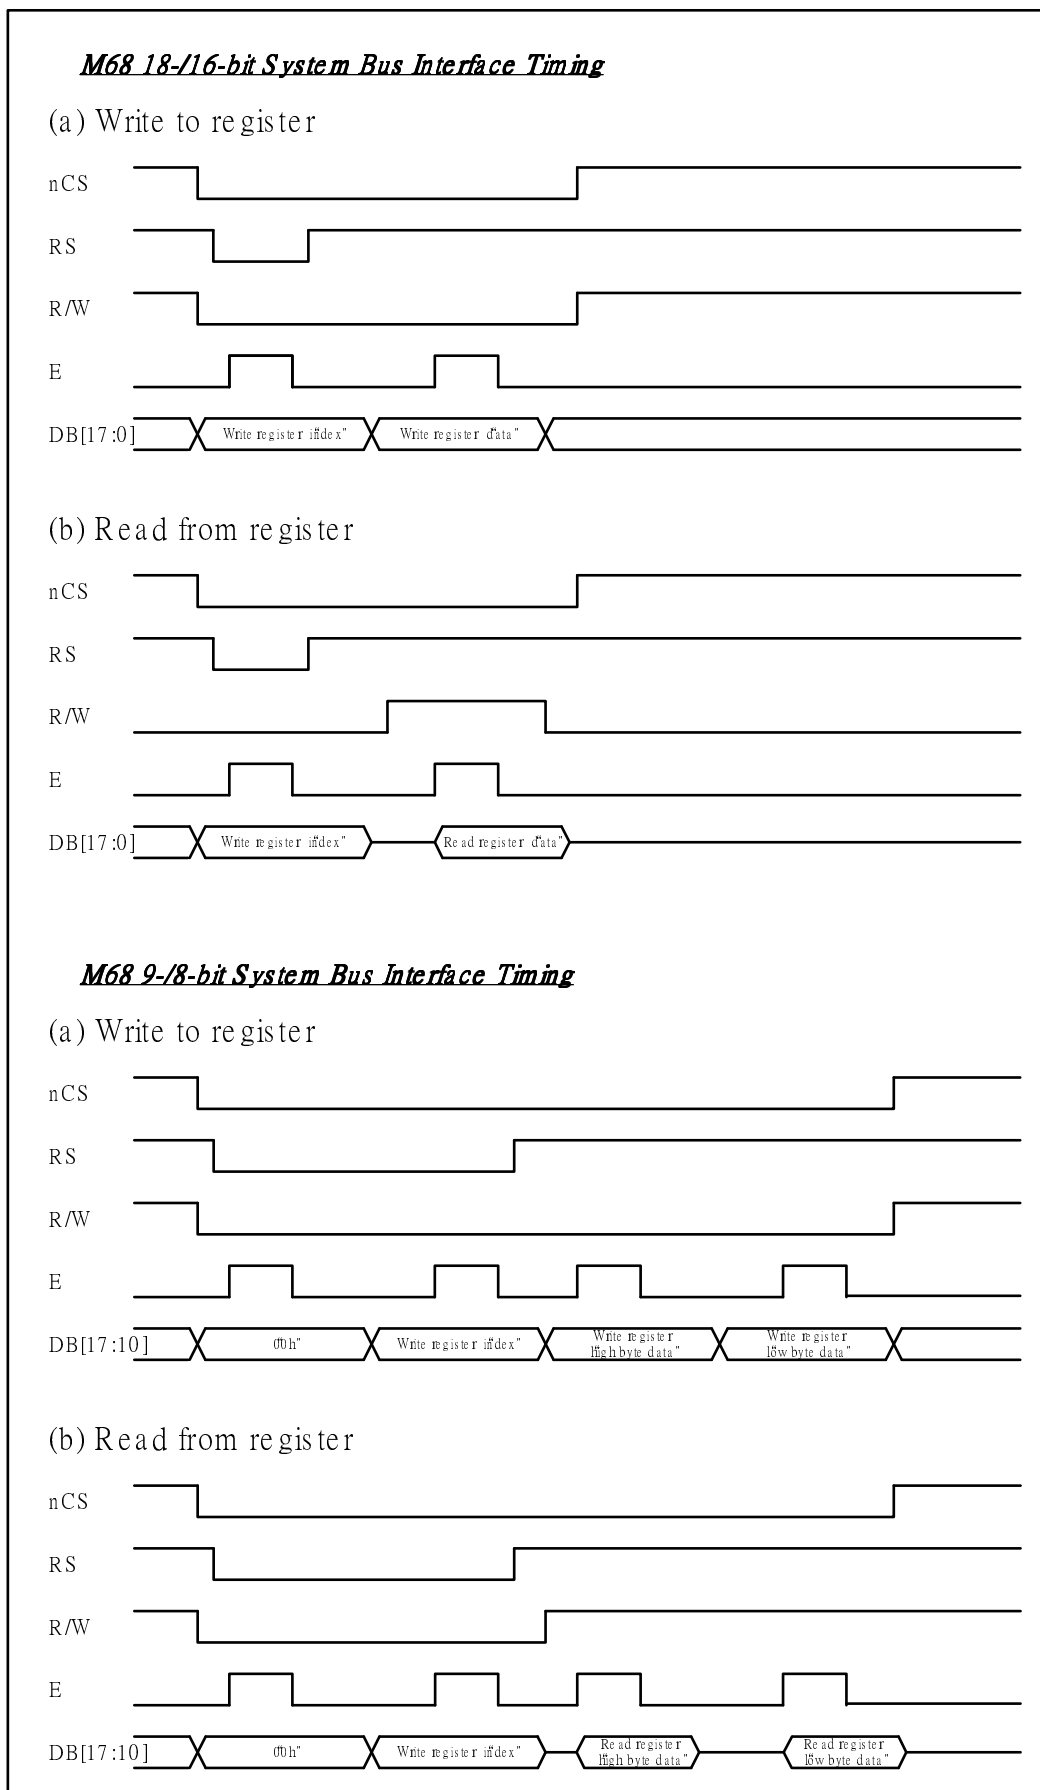 M68 18-/16-bit System Bus Interface Timing
(a) Write to register
nCS
RS
R/W
E
DB[17:0]
Write register index"
Write register data"
(b) Read from register
nCS
RS
R/W
E
DB[17:0]
Write register index"
Read register data"
M68 9-/8-bit System Bus Interface Timing
(a) Write to register
nCS
RS
R/W
E
DB[17:10]
"00h"
Write register index"
Write register
high byte data"
Write register
low byte data"
(b) Read from register
nCS
RS
R/W
E
DB[17:10]
"00h"
Write register index"
Read register
high byte data"
Read register
low byte data"